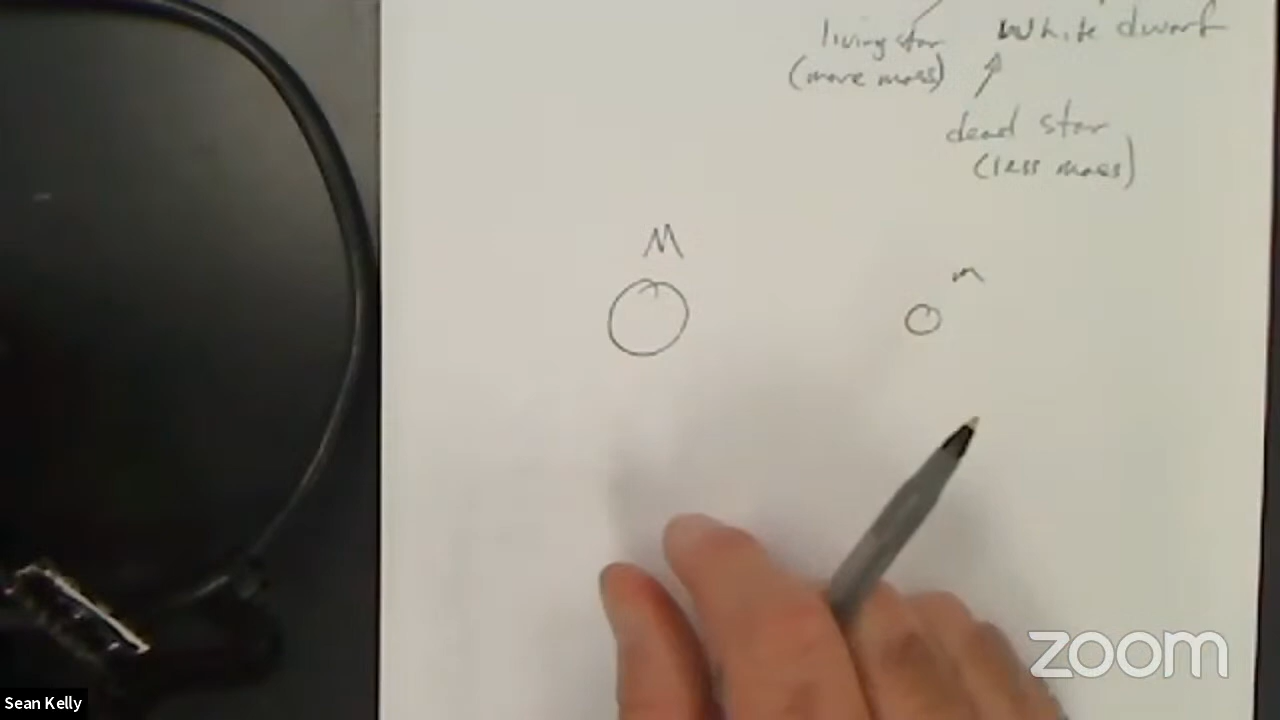 living star White dwarf
(more mass)
dead star
(less mass)
M
m
zoom
Sean Kelly